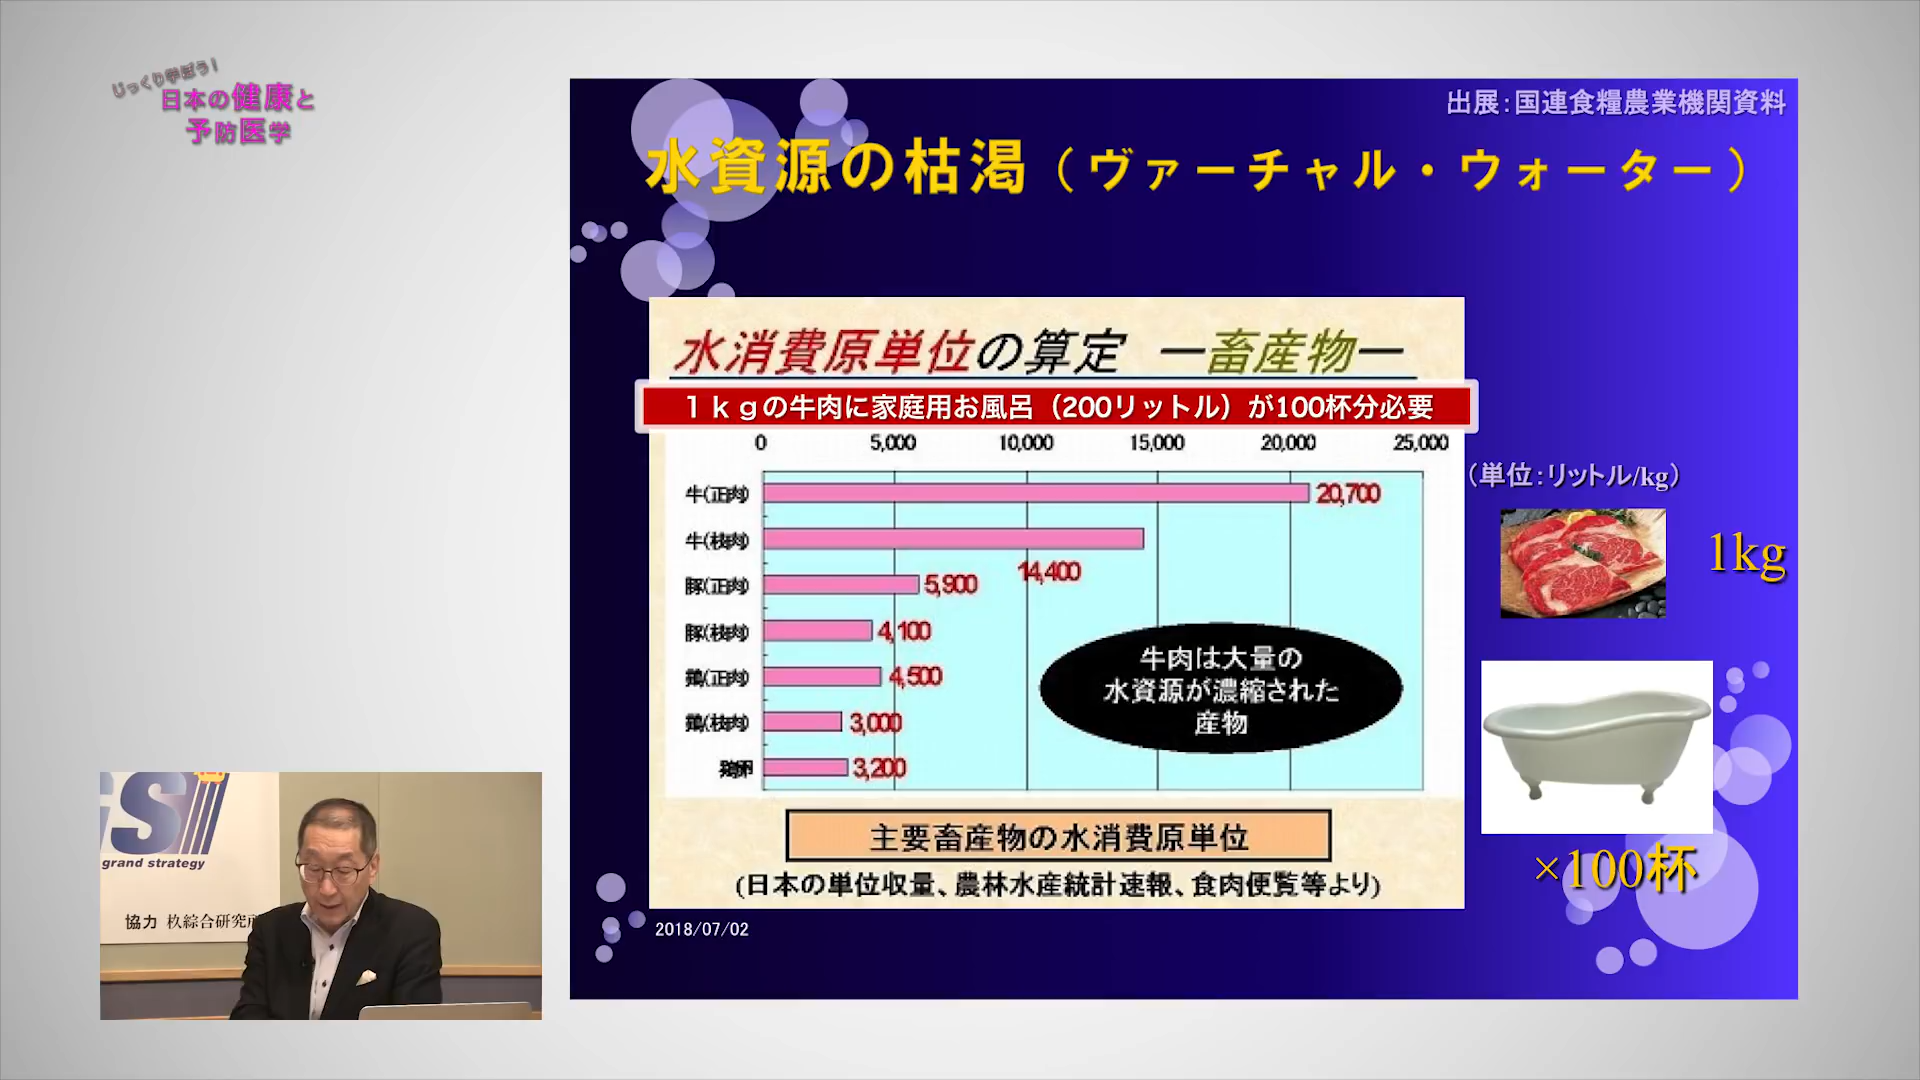 じっくり学ぼう！
日本の健康と
予防医学
出展：国連食糧農業機関資料
水資源の枯渇（ヴァーチャル・ウォーター）
水消費原単位の算定 ー畜産物ー
１ｋｇの牛肉に家庭用お風呂（200リットル）が100杯分必要
0 5,000 10,000 15,000 20,000 25,000
（単位：リットル/kg）
牛(正肉) 20,700
牛(枝肉) 14,400
豚(正肉) 5,900
豚(枝肉) 4,100
鶏(正肉) 4,500
鶏(枝肉) 3,000
鶏卵 3,200
牛肉は大量の
水資源が濃縮された
産物
1kg
×100杯
主要畜産物の水消費原単位
(日本の単位収量、農林水産統計速報、食肉便覧等より)
2018/07/02
GSI
grand strategy
協力 杦綜合研究所